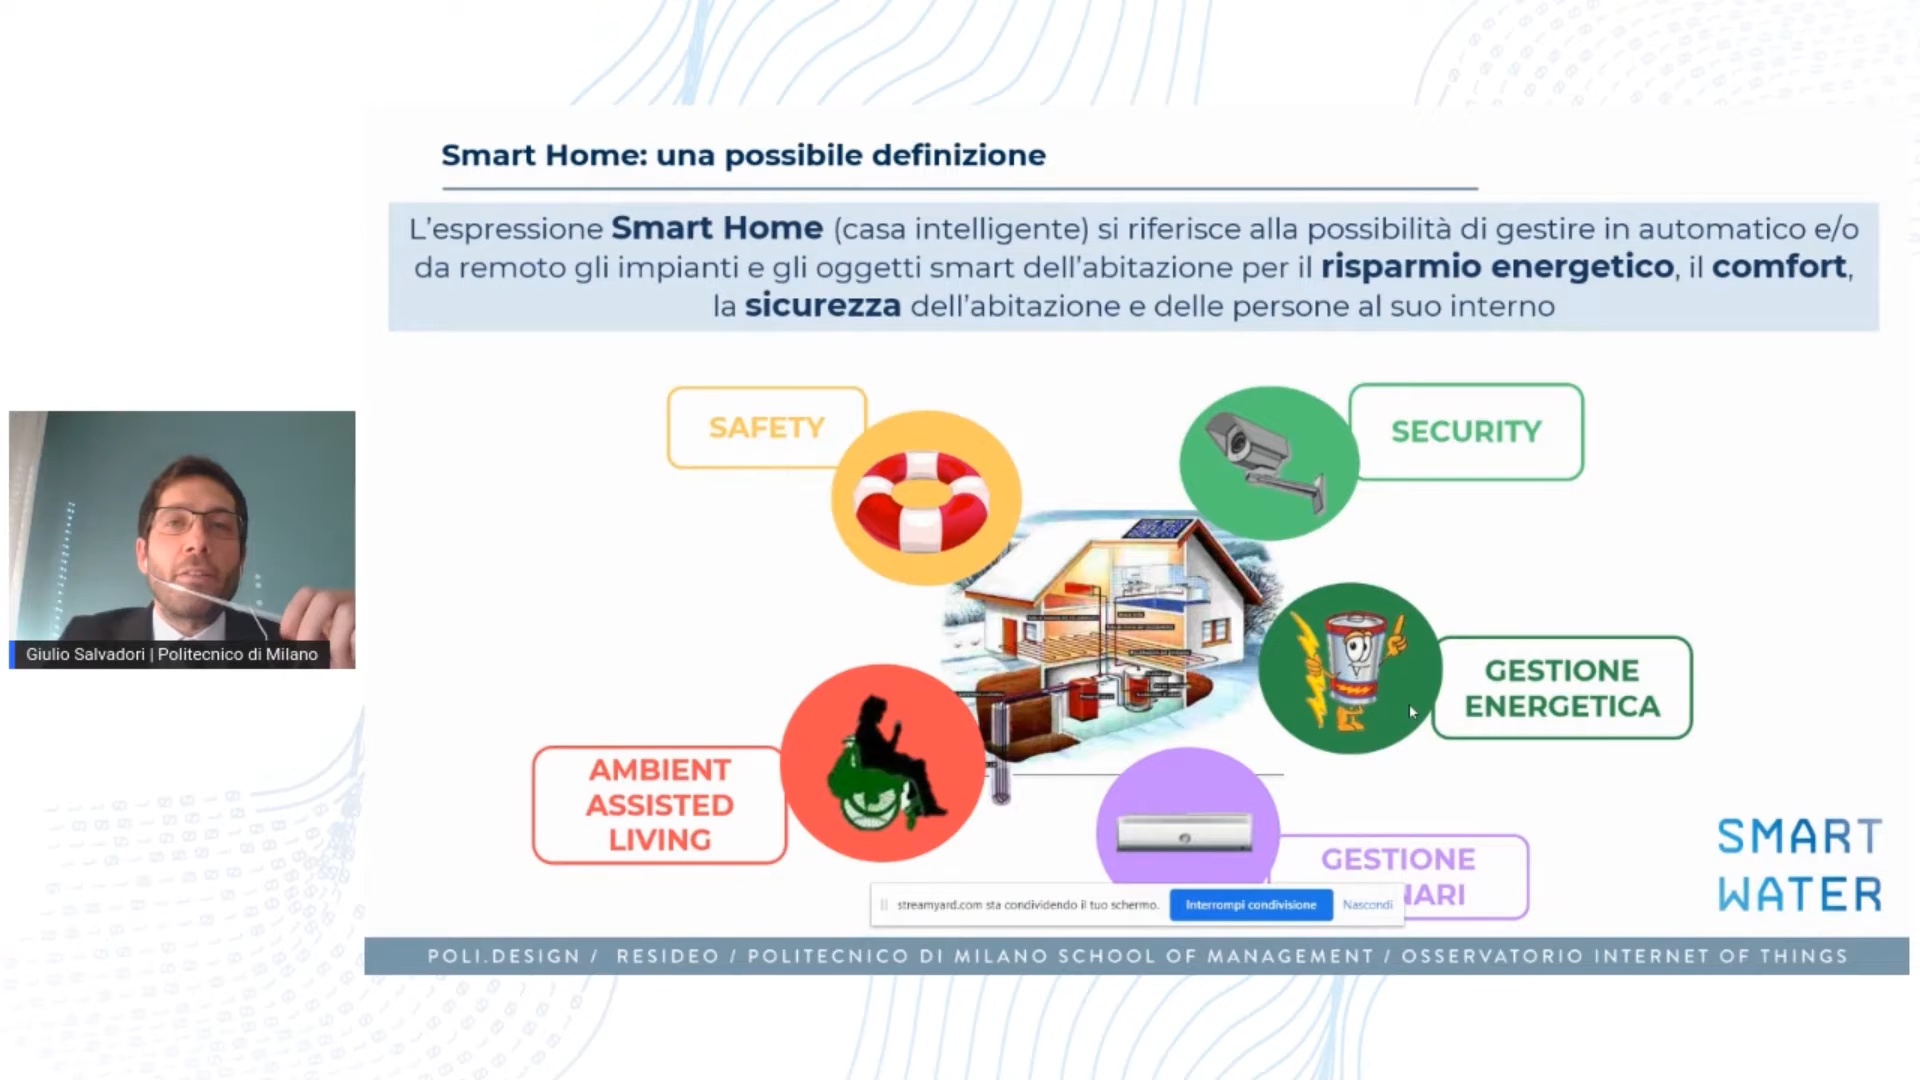 Smart Home: una possibile definizione
L'espressione Smart Home (casa intelligente) si riferisce alla possibilità di gestire in automatico e/o
da remoto gli impianti e gli oggetti smart dell'abitazione per il risparmio energetico, il comfort,
la sicurezza dell'abitazione e delle persone al suo interno
SAFETY
SECURITY
GESTIONE
ENERGETICA
AMBIENT
ASSISTED
LIVING
GESTIONE
streamyard.com sta condividendo il tuo schermo.
Interrompi condivisione
Nascondi
Giulio Salvadori | Politecnico di Milano
SMART
WATER
POLI.DESIGN / RESIDEO / POLITECNICO DI MILANO SCHOOL OF MANAGEMENT / OSSERVATORIO INTERNET OF THINGS